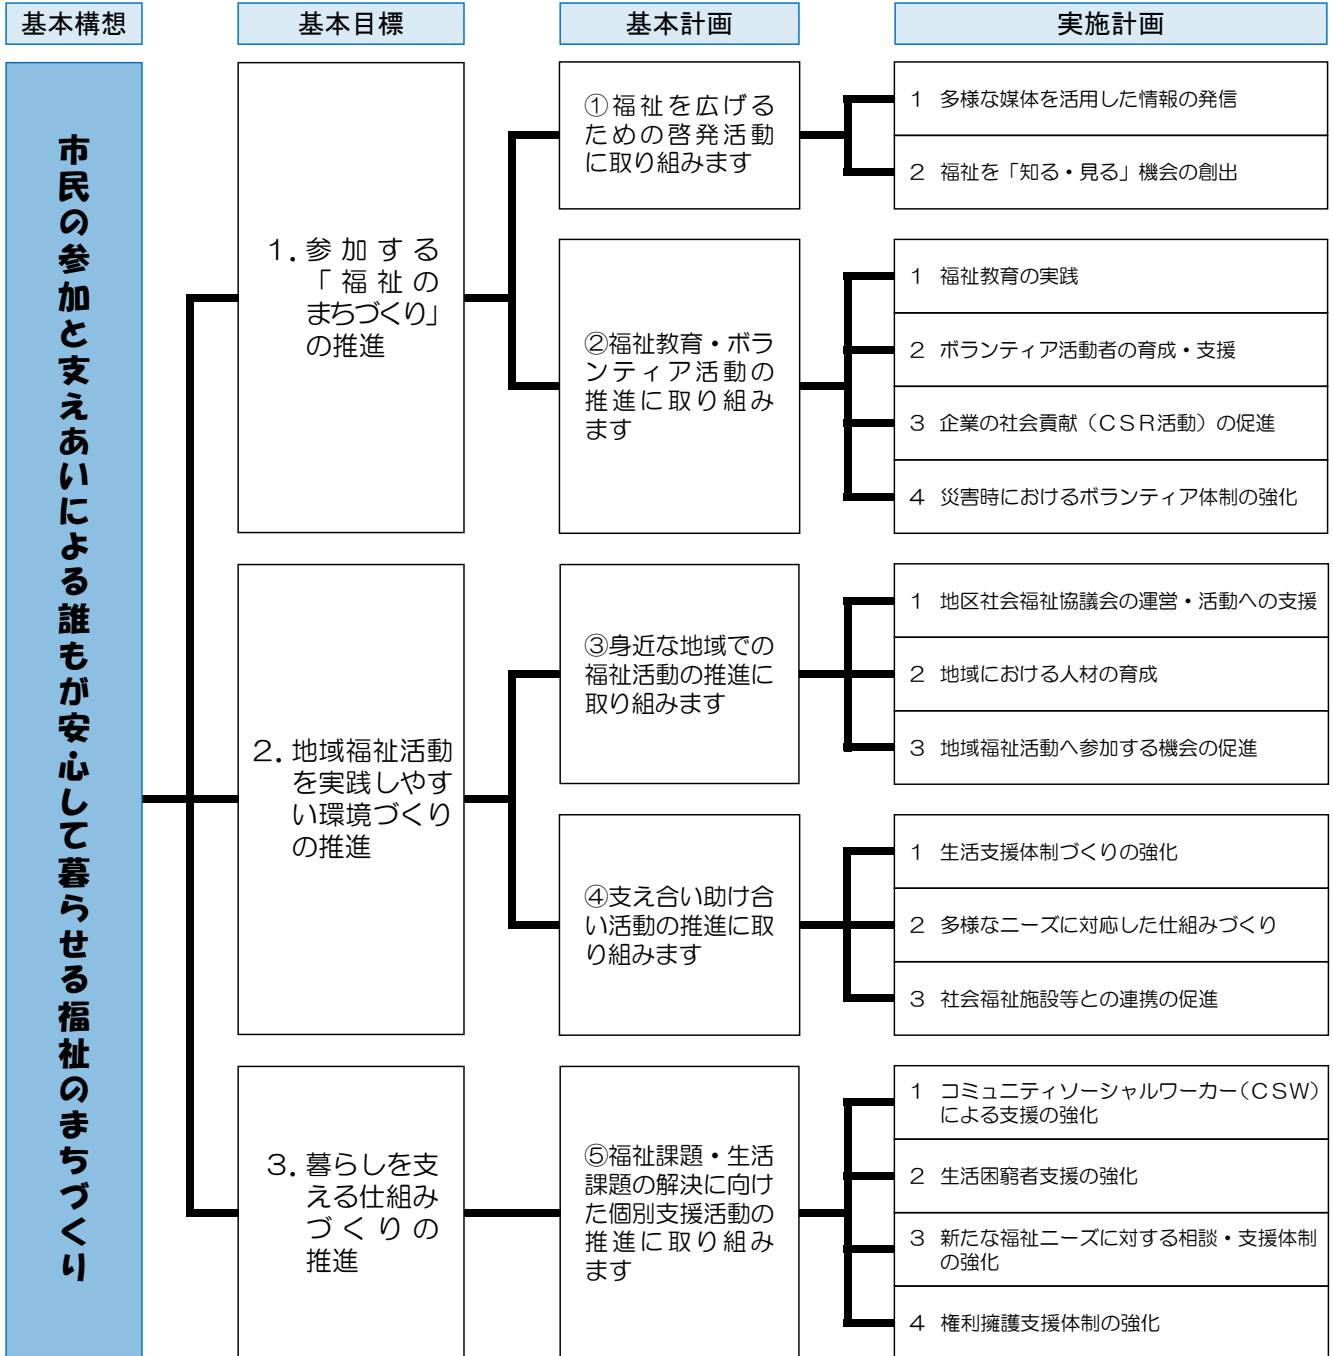 基本構想
基本目標
基本計画
実施計画
市民の参加と支えあいによる誰もが安心して暮らせる福祉のまちづくり
1. 参加する
「福祉の
まちづくり」
の推進
①福祉を広げる
ための啓発活動
に取り組みます
1 多様な媒体を活用した情報の発信
2 福祉を「知る・見る」機会の創出
②福祉教育・ボラ
ンティア活動の
推進に取り組み
ます
1 福祉教育の実践
2 ボランティア活動者の育成・支援
3 企業の社会貢献（CSR活動）の促進
4 災害時におけるボランティア体制の強化
2. 地域福祉活動
を実践しやす
い環境づくり
の推進
③身近な地域での
福祉活動の推進に
取り組みます
1 地区社会福祉協議会の運営・活動への支援
2 地域における人材の育成
3 地域福祉活動へ参加する機会の促進
④支え合い助け合
い活動の推進に取
り組みます
1 生活支援体制づくりの強化
2 多様なニーズに対応した仕組みづくり
3 社会福祉施設等との連携の促進
3. 暮らしを支
える仕組み
づくりの
推進
⑤福祉課題・生活
課題の解決に向け
た個別支援活動の
推進に取り組み
ます
1 コミュニティソーシャルワーカー（CSW）
による支援の強化
2 生活困窮者支援の強化
3 新たな福祉ニーズに対する相談・支援体制
の強化
4 権利擁護支援体制の強化